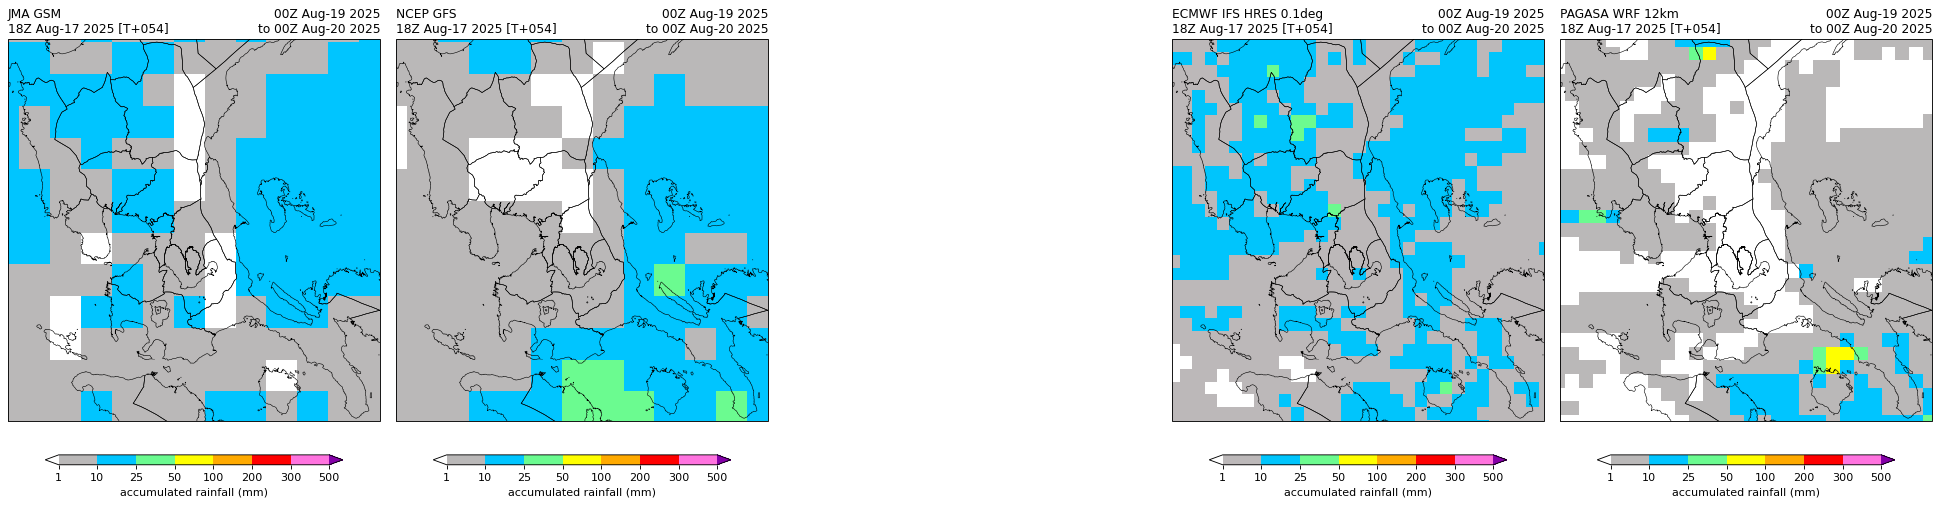 JMA GSM 00Z Aug-19 2025
18Z Aug-17 2025 [T+054] to 00Z Aug-20 2025
1 10 25 50 100 200 300 500
accumulated rainfall (mm)
NCEP GFS 00Z Aug-19 2025
18Z Aug-17 2025 [T+054] to 00Z Aug-20 2025
1 10 25 50 100 200 300 500
accumulated rainfall (mm)
ECMWF IFS HRES 0.1deg 00Z Aug-19 2025
18Z Aug-17 2025 [T+054] to 00Z Aug-20 2025
1 10 25 50 100 200 300 500
accumulated rainfall (mm)
PAGASA WRF 12km 00Z Aug-19 2025
18Z Aug-17 2025 [T+054] to 00Z Aug-20 2025
1 10 25 50 100 200 300 500
accumulated rainfall (mm)